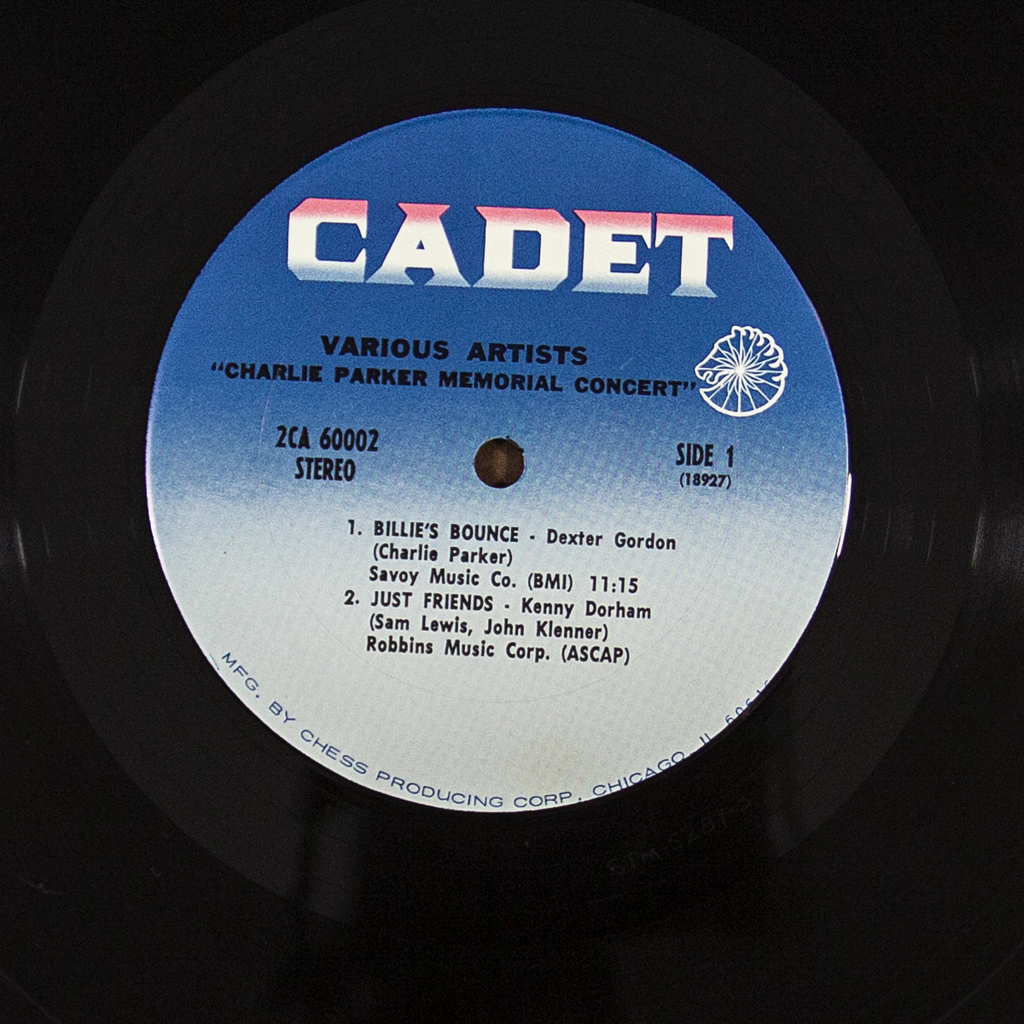 CADET
VARIOUS ARTISTS
"CHARLIE PARKER MEMORIAL CONCERT"
2CA 60002
STEREO
SIDE 1
(18927)
1. BILLIE'S BOUNCE - Dexter Gordon
(Charlie Parker)
Savoy Music Co. (BMI) 11:15
2. JUST FRIENDS - Kenny Dorham
(Sam Lewis, John Klenner)
Robbins Music Corp. (ASCAP)
MFG. BY CHESS PRODUCING CORP. CHICAGO, IL